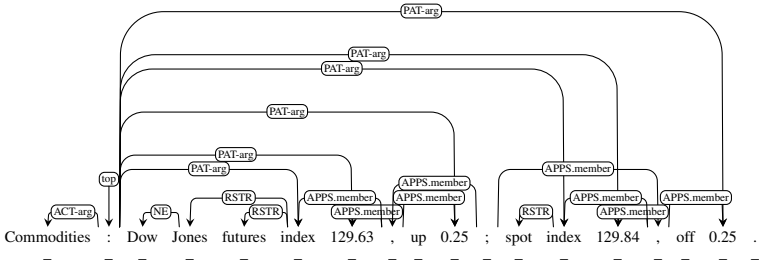 PAT-arg
PAT-arg
PAT-arg
PAT-arg
PAT-arg
PAT-arg
APPS.member
top
APPS.member
RSTR
APPS.member
APPS.member
APPS.member
APPS.member
ACT-arg
NE
RSTR
APPS.member
RSTR
APPS.member
Commodities : Dow Jones futures index 129.63 , up 0.25 ; spot index 129.84 , off 0.25 .
_ _ _ _ _ _ _ _ _ _ _ _ _ _ _ _ _ _